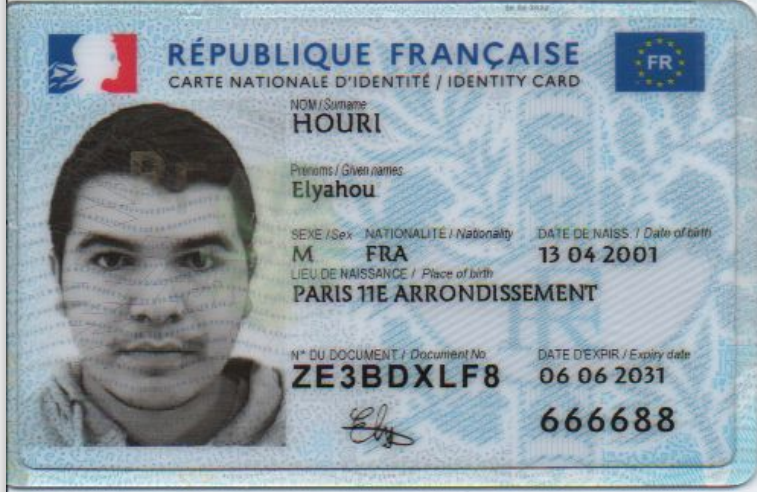 RÉPUBLIQUE FRANÇAISE
FR
CARTE NATIONALE D'IDENTITÉ / IDENTITY CARD
NOM / Surname
HOURI
Prénoms / Given names
Elyahou
SEXE / Sex NATIONALITÉ / Nationality DATE DE NAISS. / Date of birth
M FRA 13 04 2001
LIEU DE NAISSANCE / Place of birth
PARIS 11E ARRONDISSEMENT
N° DU DOCUMENT / Document No DATE D'EXPIR. / Expiry date
ZE3BDXLF8 06 06 2031
666688